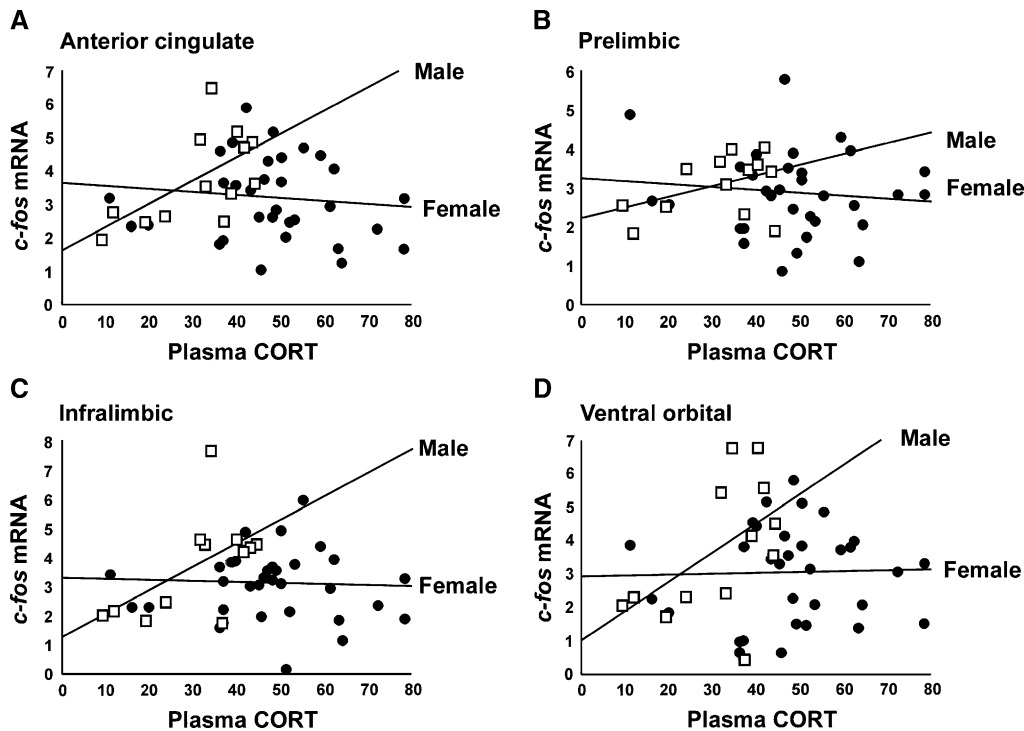 A
Anterior cingulate
7
6
5
4
3
2
1
0
c-fos mRNA
Male
Female
0 10 20 30 40 50 60 70 80
Plasma CORT
B
Prelimbic
6
5
4
3
2
1
0
c-fos mRNA
Male
Female
0 10 20 30 40 50 60 70 80
Plasma CORT
C
Infralimbic
8
7
6
5
4
3
2
1
0
c-fos mRNA
Male
Female
0 10 20 30 40 50 60 70 80
Plasma CORT
D
Ventral orbital
7
6
5
4
3
2
1
0
c-fos mRNA
Male
Female
0 10 20 30 40 50 60 70 80
Plasma CORT